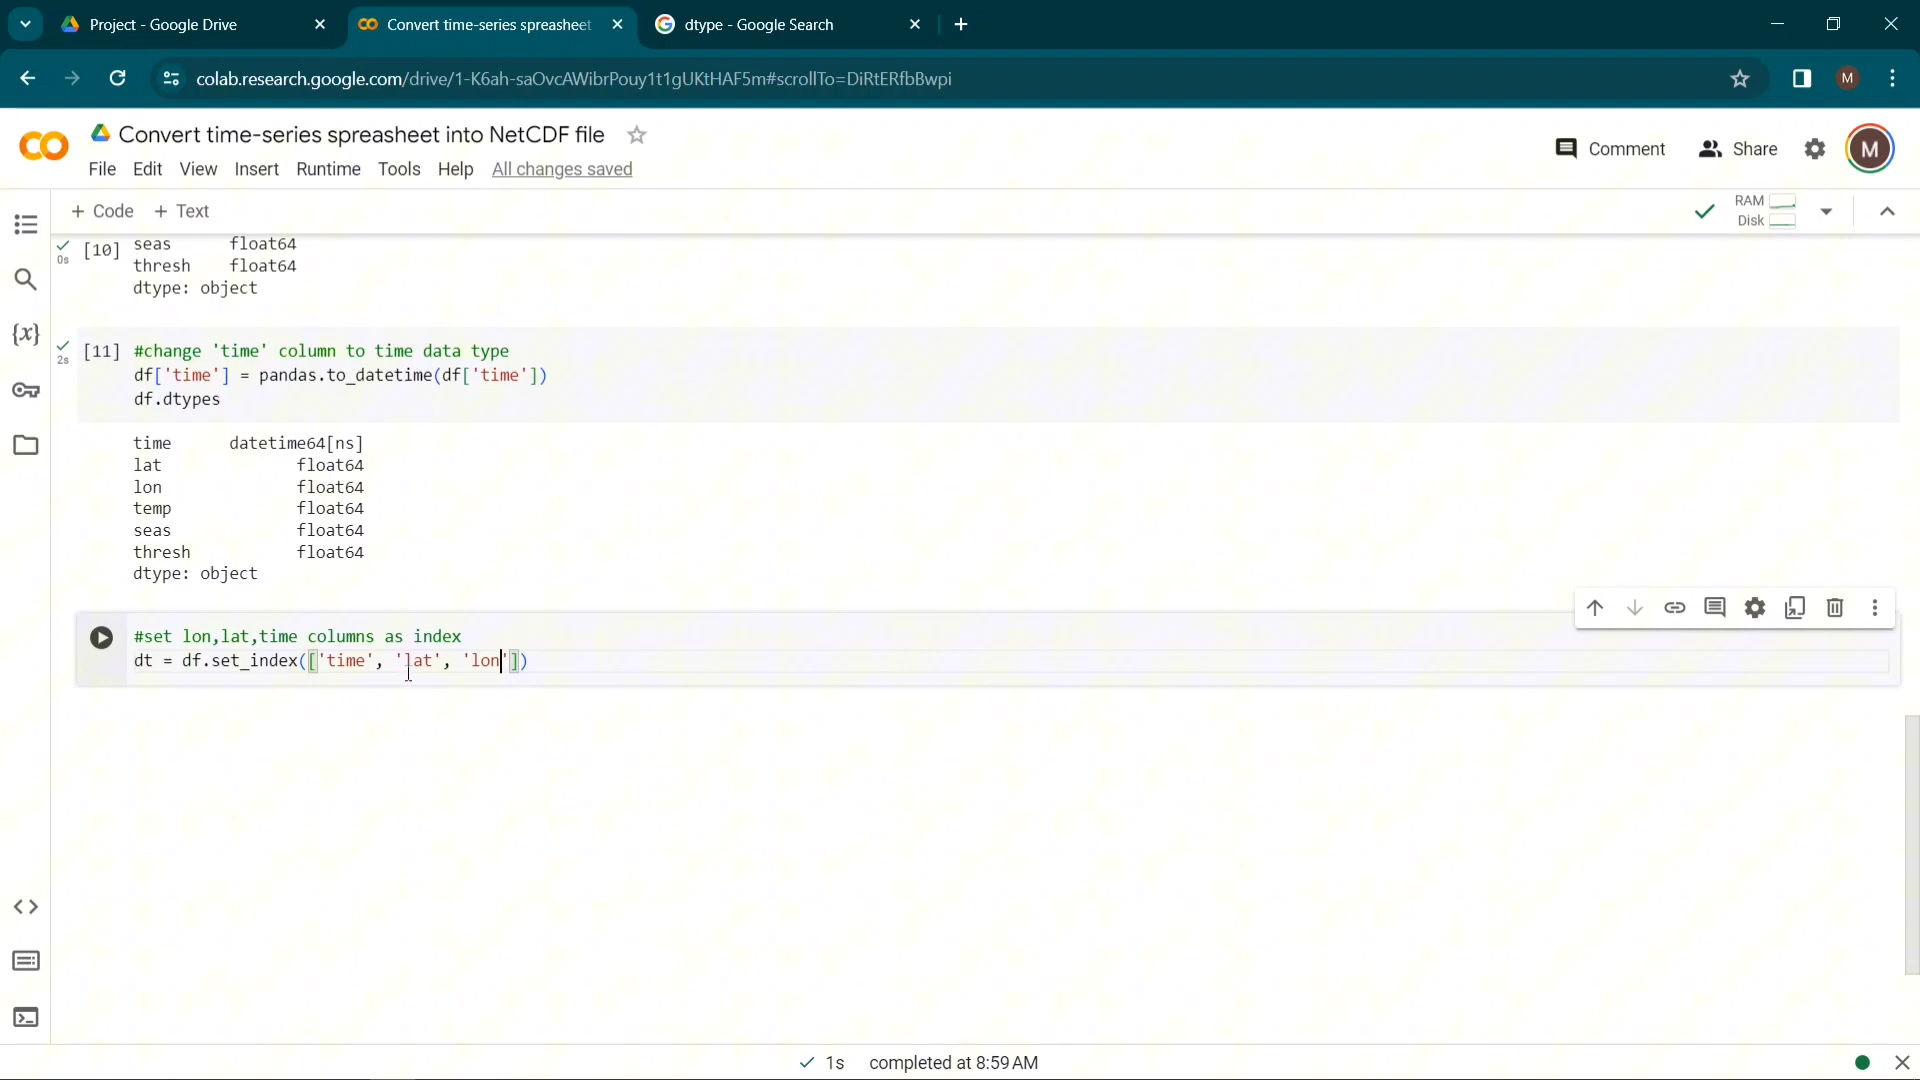 Project - Google Drive
Convert time-series spreasheet
dtype - Google Search
colab.research.google.com/drive/1-K6ah-saOvcAWibrPouy1t1gUKtHAF5m#scrollTo=DiRtERfbBwpi
M
Convert time-series spreasheet into NetCDF file
Comment
Share
M
File Edit View Insert Runtime Tools Help All changes saved
+ Code + Text
RAM
Disk
0s
[10]
seas float64
thresh float64
dtype: object
2s
[11] #change 'time' column to time data type
df['time'] = pandas.to_datetime(df['time'])
df.dtypes
time datetime64[ns]
lat float64
lon float64
temp float64
seas float64
thresh float64
dtype: object
#set lon,lat,time columns as index
dt = df.set_index(['time', 'lat', 'lon'])
1s completed at 8:59 AM